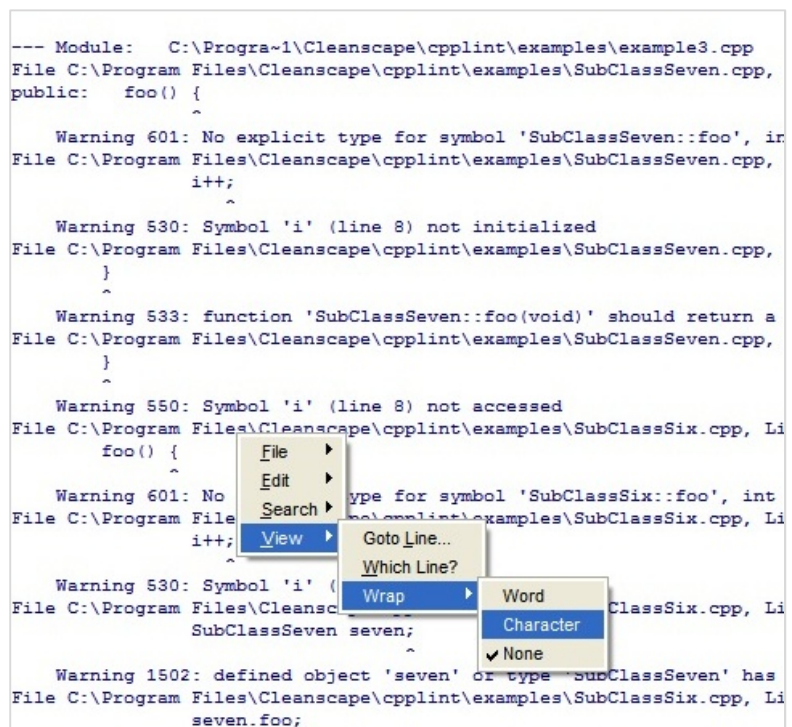 --- Module:   C:\Progra~1\Cleanscape\cpplint\examples\example3.cpp
File C:\Program Files\Cleanscape\cpplint\examples\SubClassSeven.cpp,
public:   foo() {
^
Warning 601: No explicit type for symbol 'SubClassSeven::foo', in
File C:\Program Files\Cleanscape\cpplint\examples\SubClassSeven.cpp,
i++;
^
Warning 530: Symbol 'i' (line 8) not initialized
File C:\Program Files\Cleanscape\cpplint\examples\SubClassSeven.cpp,
}
^
Warning 533: function 'SubClassSeven::foo(void)' should return a
File C:\Program Files\Cleanscape\cpplint\examples\SubClassSeven.cpp,
}
^
Warning 550: Symbol 'i' (line 8) not accessed
File C:\Program Files\Cleanscape\cpplint\examples\SubClassSix.cpp, Li
foo() {
^
File
Edit
Warning 601: No ype for symbol 'SubClassSix::foo', int
Search
File C:\Program File examples\SubClassSix.cpp, Li
i++;
^
View
Goto Line...
Which Line?
Warning 530: Symbol 'i' (
Wrap
Word
File C:\Program Files\Cleansc ClassSix.cpp, Li
SubClassSeven seven;
^
Character
None
Warning 1502: defined object 'seven' of type 'SubClassSeven' has
File C:\Program Files\Cleanscape\cpplint\examples\SubClassSix.cpp, Li
seven.foo;